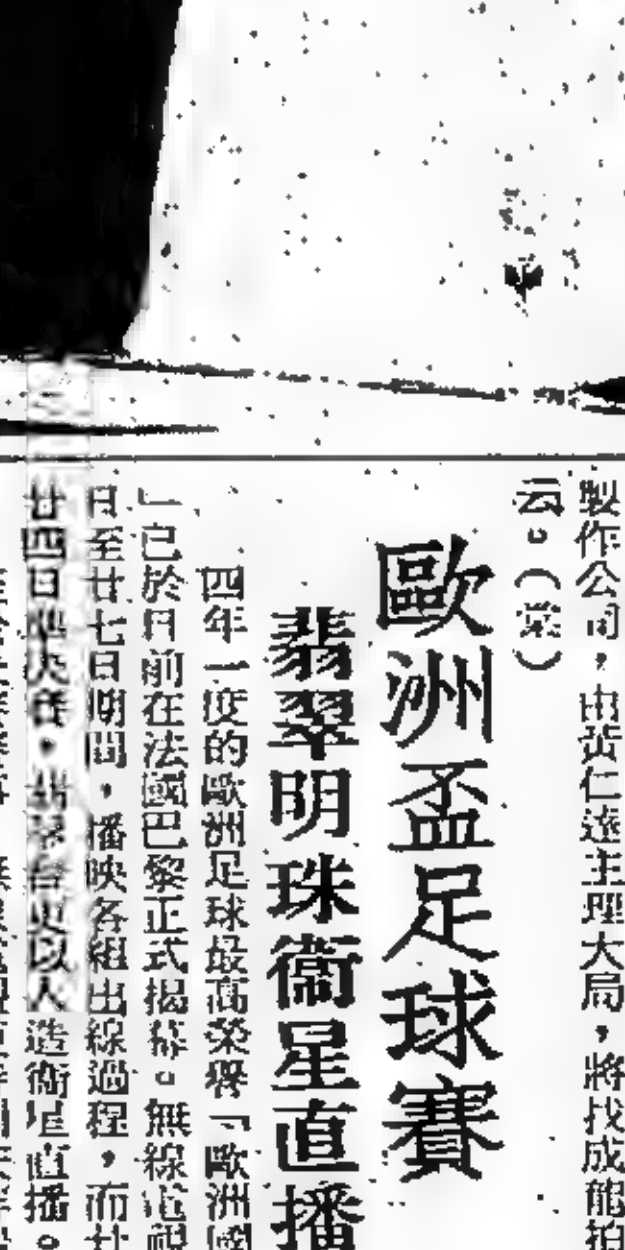 製作公司，由黃仁逵主理大局，將找成龍拍
云。（棠）
歐洲盃足球賽
翡翠明珠衞星直播
四年一度的歐洲足球最高榮譽「歐洲國
」已於日前在法國巴黎正式揭幕。無線電視
日至廿七日期間，播映各組出線過程，而廿
廿四日準決賽，翡翠台更以人造衞星直播。